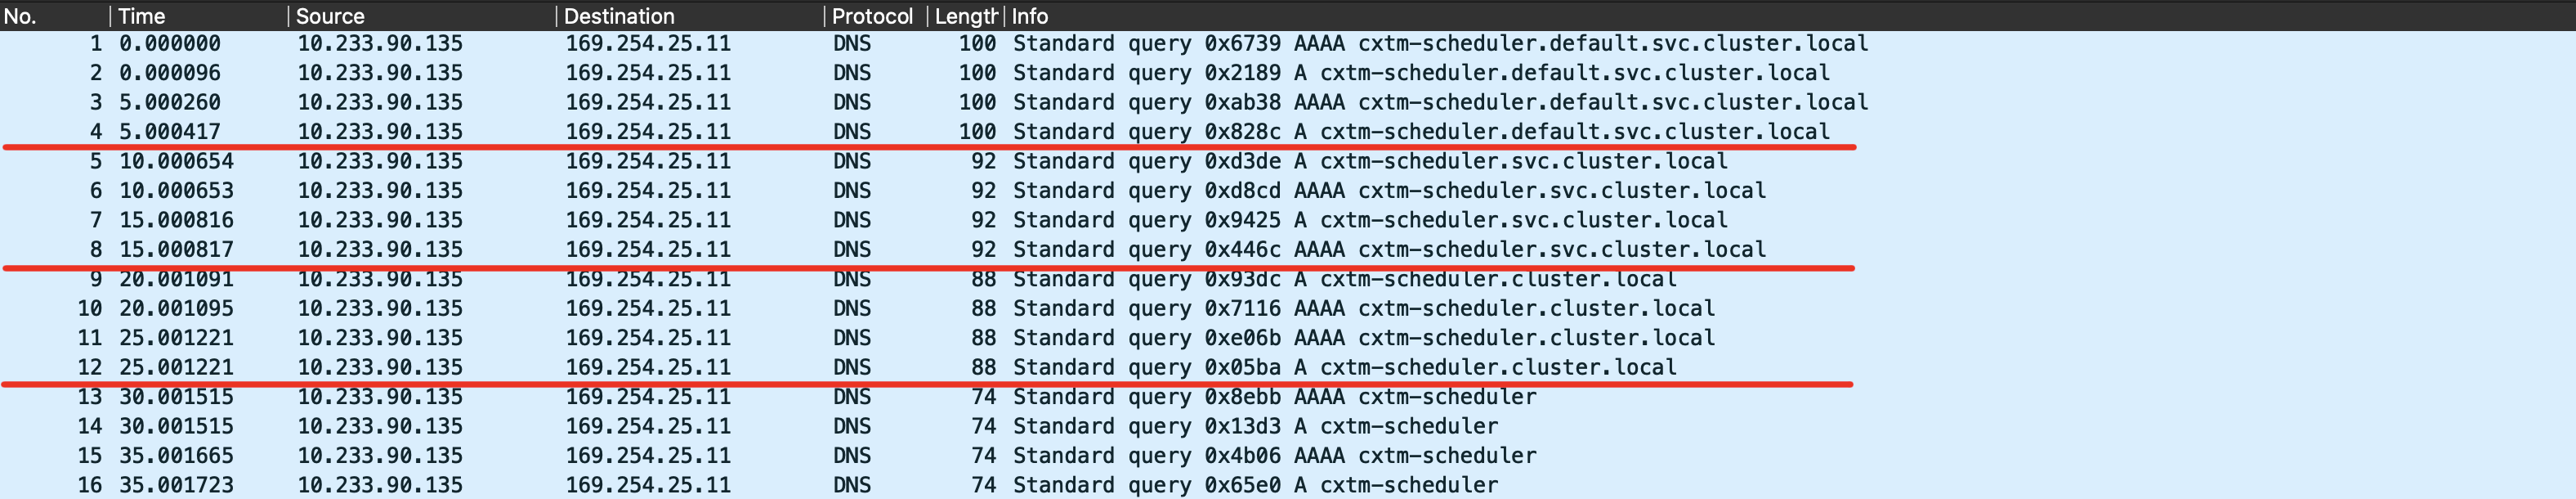 No. Time Source Destination Protocol Length Info
1 0.000000 10.233.90.135 169.254.25.11 DNS 100 Standard query 0x6739 AAAA cxtm-scheduler.default.svc.cluster.local
2 0.000096 10.233.90.135 169.254.25.11 DNS 100 Standard query 0x2189 A cxtm-scheduler.default.svc.cluster.local
3 5.000260 10.233.90.135 169.254.25.11 DNS 100 Standard query 0xab38 AAAA cxtm-scheduler.default.svc.cluster.local
4 5.000417 10.233.90.135 169.254.25.11 DNS 100 Standard query 0x828c A cxtm-scheduler.default.svc.cluster.local
5 10.000654 10.233.90.135 169.254.25.11 DNS 92 Standard query 0xd3de A cxtm-scheduler.svc.cluster.local
6 10.000653 10.233.90.135 169.254.25.11 DNS 92 Standard query 0xd8cd AAAA cxtm-scheduler.svc.cluster.local
7 15.000816 10.233.90.135 169.254.25.11 DNS 92 Standard query 0x9425 A cxtm-scheduler.svc.cluster.local
8 15.000817 10.233.90.135 169.254.25.11 DNS 92 Standard query 0x446c AAAA cxtm-scheduler.svc.cluster.local
9 20.001091 10.233.90.135 169.254.25.11 DNS 88 Standard query 0x93dc A cxtm-scheduler.cluster.local
10 20.001095 10.233.90.135 169.254.25.11 DNS 88 Standard query 0x7116 AAAA cxtm-scheduler.cluster.local
11 25.001221 10.233.90.135 169.254.25.11 DNS 88 Standard query 0xe06b AAAA cxtm-scheduler.cluster.local
12 25.001221 10.233.90.135 169.254.25.11 DNS 88 Standard query 0x05ba A cxtm-scheduler.cluster.local
13 30.001515 10.233.90.135 169.254.25.11 DNS 74 Standard query 0x8ebb AAAA cxtm-scheduler
14 30.001515 10.233.90.135 169.254.25.11 DNS 74 Standard query 0x13d3 A cxtm-scheduler
15 35.001665 10.233.90.135 169.254.25.11 DNS 74 Standard query 0x4b06 AAAA cxtm-scheduler
16 35.001723 10.233.90.135 169.254.25.11 DNS 74 Standard query 0x65e0 A cxtm-scheduler